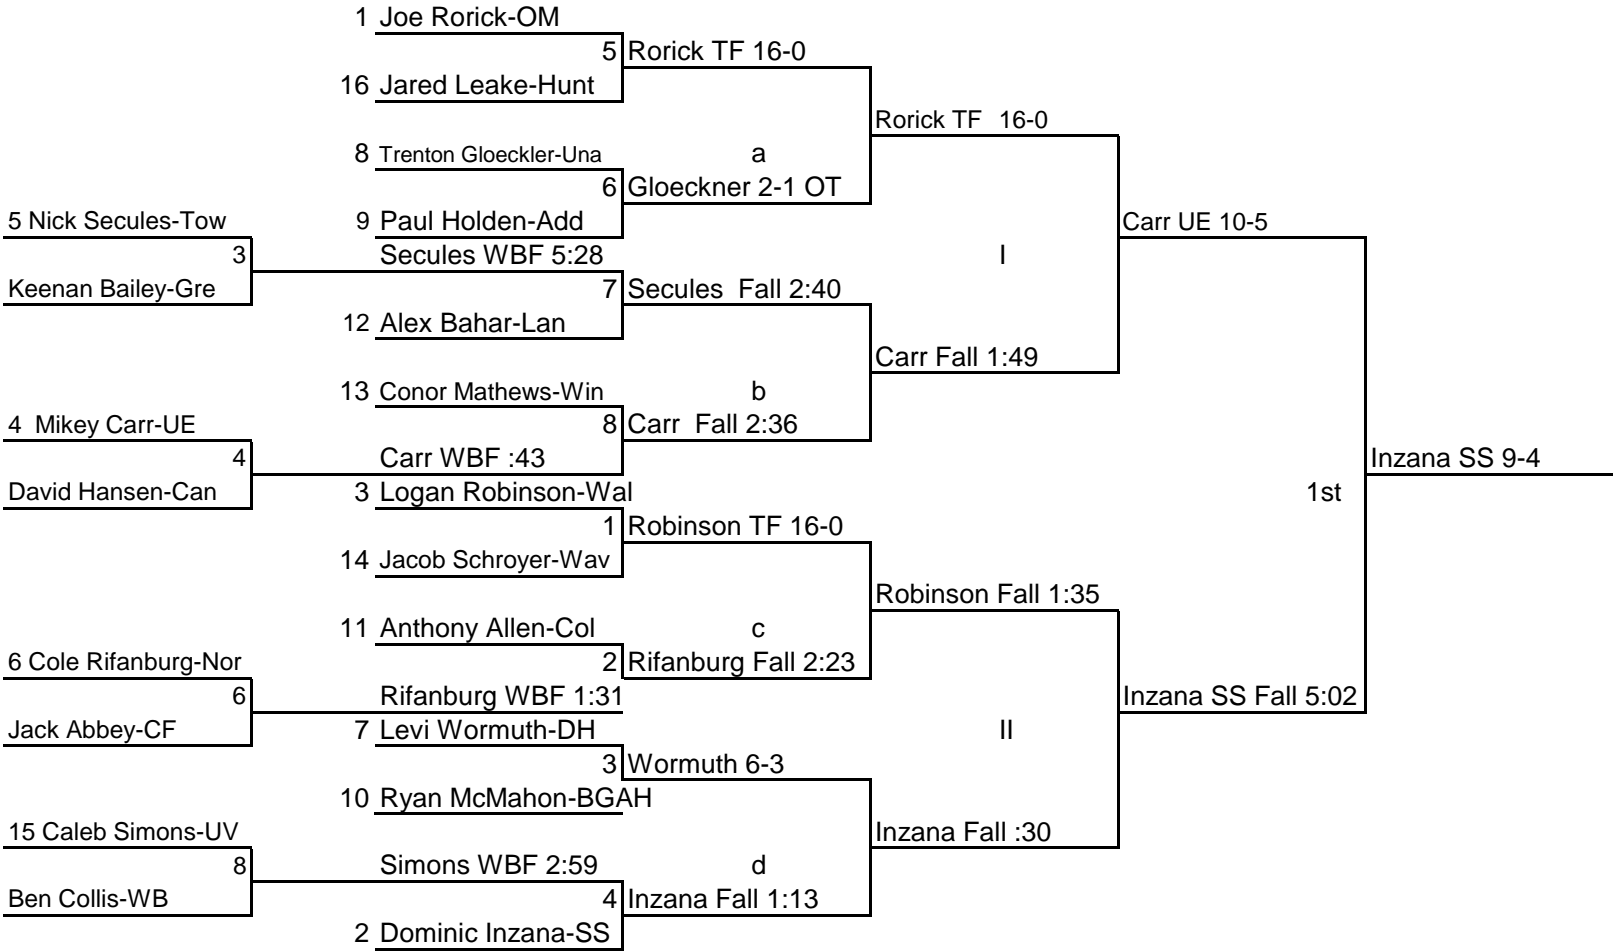 1 Joe Rorick-OM
5 Rorick TF 16-0
16 Jared Leake-Hunt
Rorick TF 16-0
8 Trenton Gloeckler-Una a
6 Gloeckner 2-1 OT
5 Nick Secules-Tow 9 Paul Holden-Add Carr UE 10-5
3 Secules WBF 5:28 I
Keenan Bailey-Gre 7 Secules Fall 2:40
12 Alex Bahar-Lan
Carr Fall 1:49
13 Conor Mathews-Win b
4 Mikey Carr-UE 8 Carr Fall 2:36
4 Carr WBF :43 Inzana SS 9-4
David Hansen-Can 3 Logan Robinson-Wal 1st
1 Robinson TF 16-0
14 Jacob Schroyer-Wav
Robinson Fall 1:35
11 Anthony Allen-Col c
6 Cole Rifanburg-Nor 2 Rifanburg Fall 2:23
6 Rifanburg WBF 1:31 Inzana SS Fall 5:02
Jack Abbey-CF 7 Levi Wormuth-DH II
3 Wormuth 6-3
10 Ryan McMahon-BGAH
15 Caleb Simons-UV Inzana Fall :30
8 Simons WBF 2:59 d
Ben Collis-WB 4 Inzana Fall 1:13
2 Dominic Inzana-SS